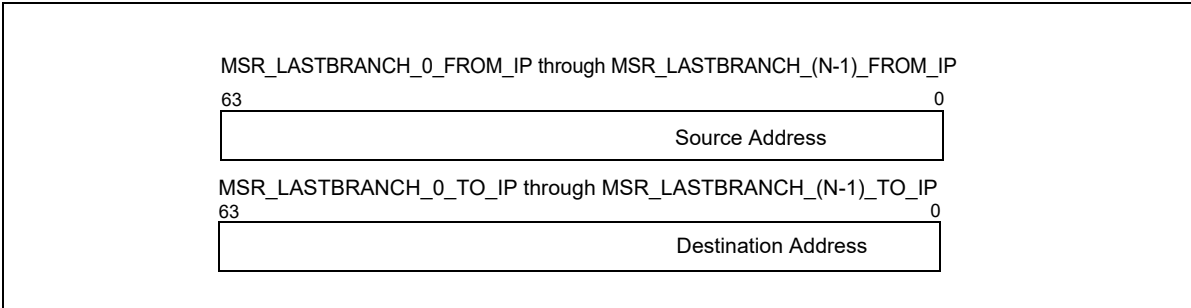 MSR_LASTBRANCH_0_FROM_IP through MSR_LASTBRANCH_(N-1)_FROM_IP
63 0
Source Address
MSR_LASTBRANCH_0_TO_IP through MSR_LASTBRANCH_(N-1)_TO_IP
63 0
Destination Address